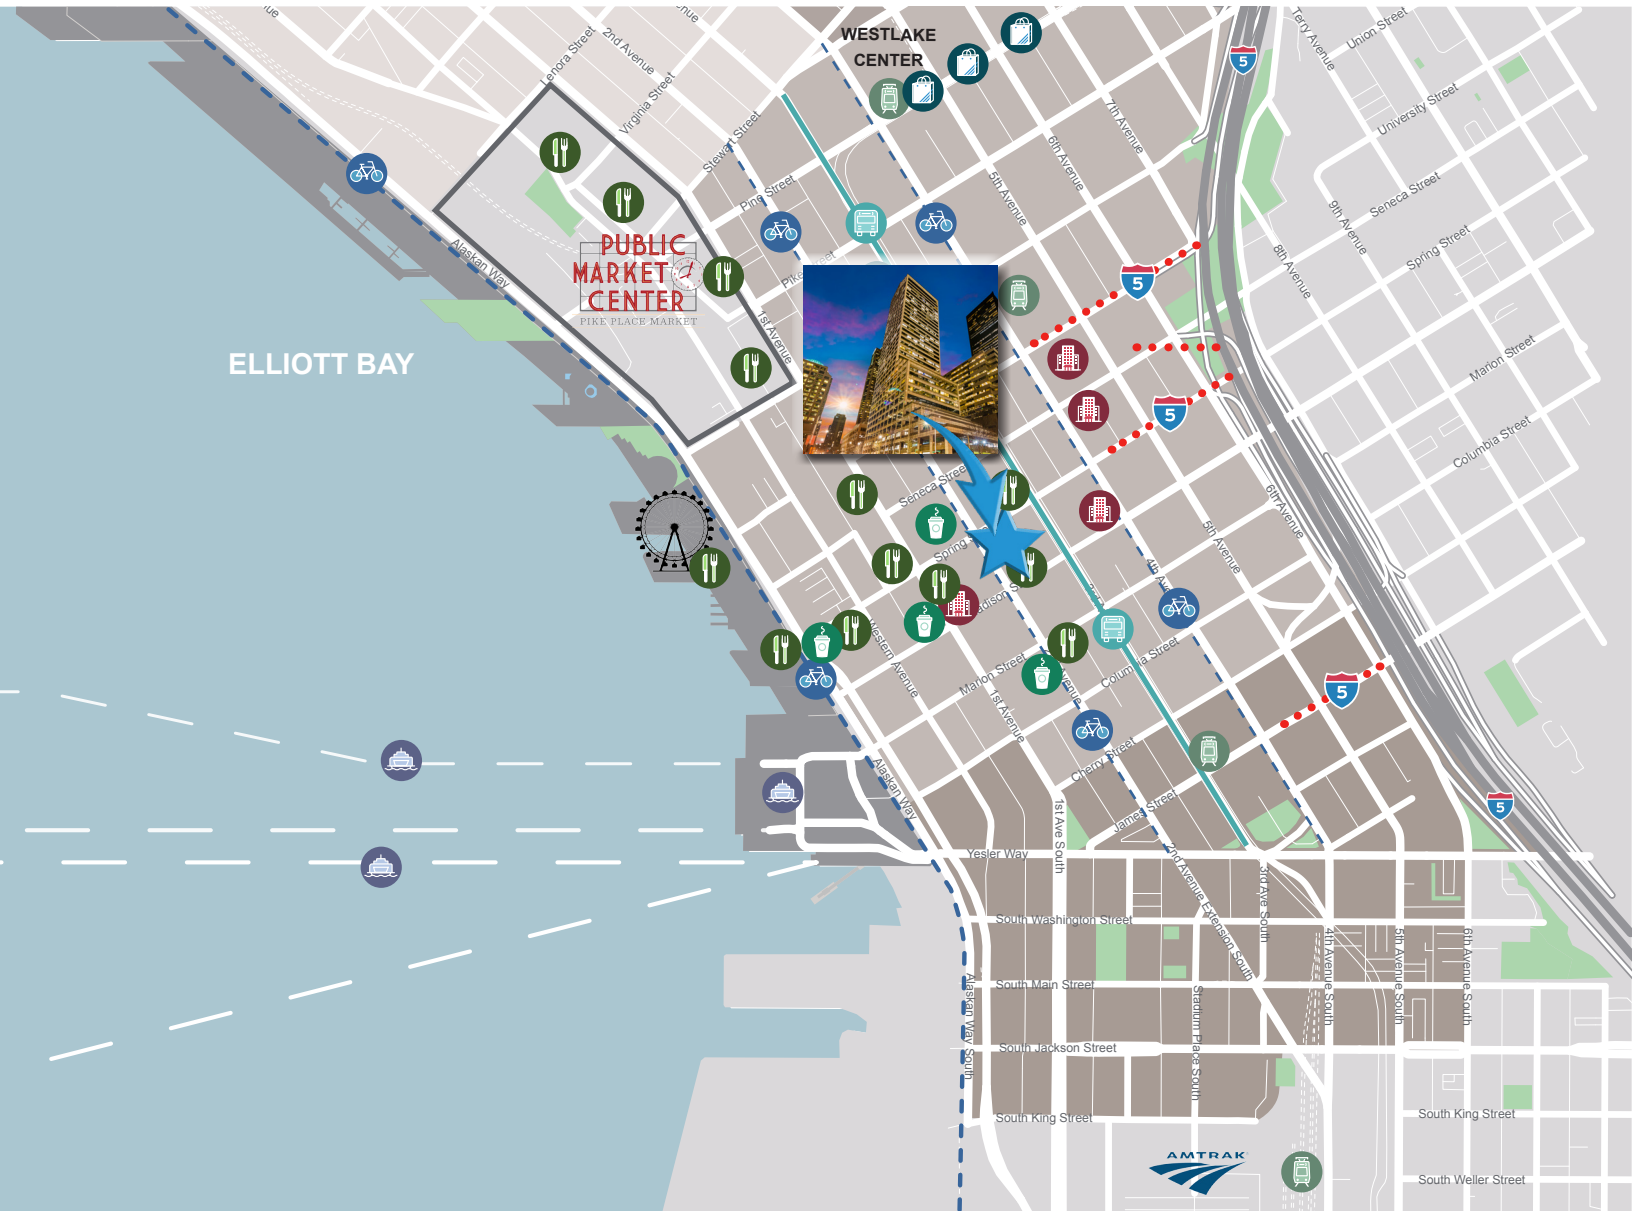 WESTLAKE
CENTER
5
Terry Avenue
Union Street
University Street
Lenora Street
2nd Avenue
Virginia Street
Stewart Street
Pine Street
7th Avenue
6th Avenue
5th Avenue
Seneca Street
9th Avenue
Spring Street
8th Avenue
Alaskan Way
PUBLIC
MARKET
CENTER
PIKE PLACE MARKET
1st Avenue
5
ELLIOTT BAY
Marion Street
5
Columbia Street
Seneca Street
6th Avenue
5th Avenue
Western Avenue
Marion Street
Columbia Street
1st Avenue
5
Cherry Street
Alaskan Way
James Street
5
1st Ave South
Yesler Way
2nd Avenue Extension South
3rd Ave South
South Washington Street
4th Avenue South
5th Avenue South
6th Avenue South
Alaskan Way South
South Main Street
Stadium Place South
South Jackson Street
South King Street
South King Street
AMTRAK
South Weller Street